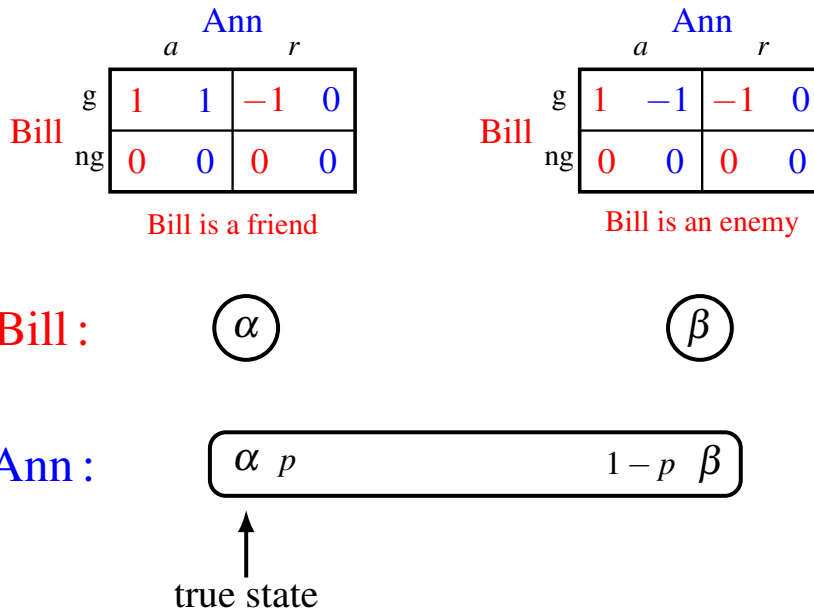 Ann Ann
a r a r
g 1 1 −1 0 g 1 −1 −1 0
Bill Bill
ng 0 0 0 0 ng 0 0 0 0
Bill is a friend Bill is an enemy
Bill : α β
Ann : α p 1 − p β
true state